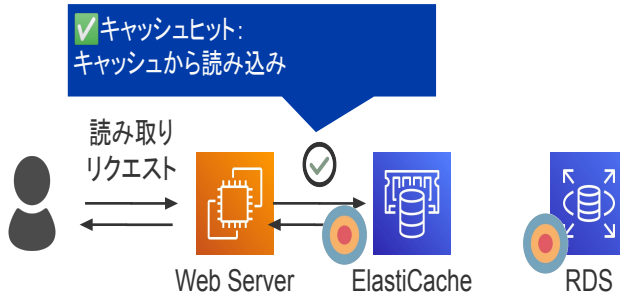 ✅キャッシュヒット:
キャッシュから読み込み
読み取り
リクエスト
Web Server
ElastiCache
RDS